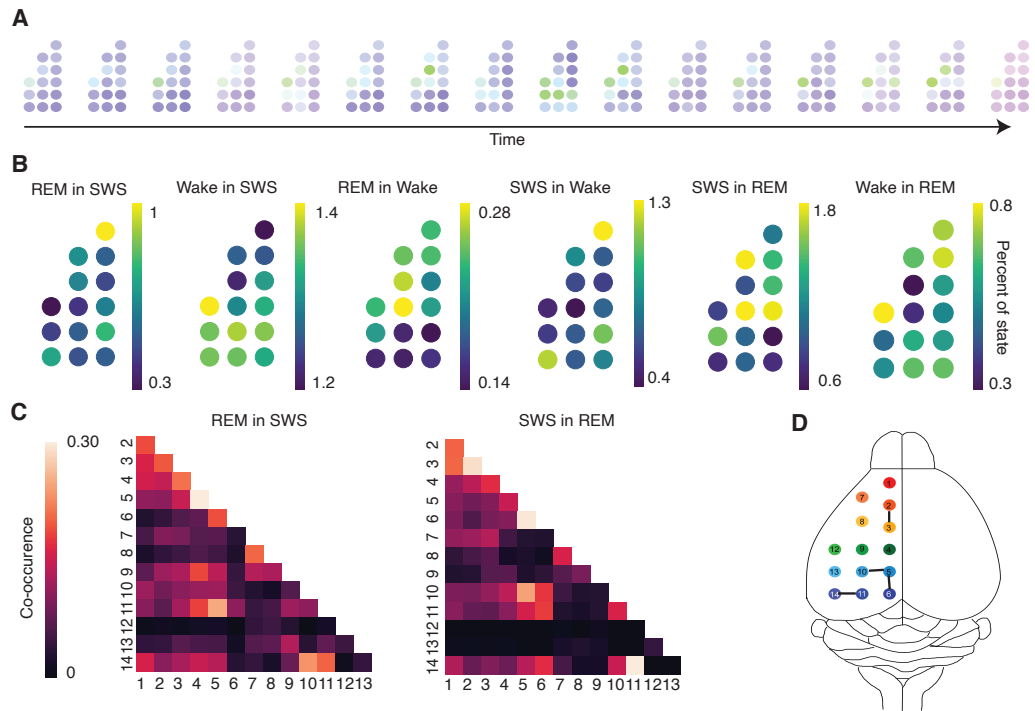 A
Time
B
REM in SWS
Wake in SWS
REM in Wake
SWS in Wake
SWS in REM
Wake in REM
1
0.3
1.4
1.2
0.28
0.14
1.3
0.4
1.8
0.6
0.8
0.3
Percent of state
C
REM in SWS
0.30
0
Co-occurence
2
3
4
5
6
7
8
9
10
11
12
13
14
1 2 3 4 5 6 7 8 9 10 11 12 13
SWS in REM
2
3
4
5
6
7
8
9
10
11
12
13
14
1 2 3 4 5 6 7 8 9 10 11 12 13
D
1
7
2
8
3
12 9 4
13 10 5
14 11 6